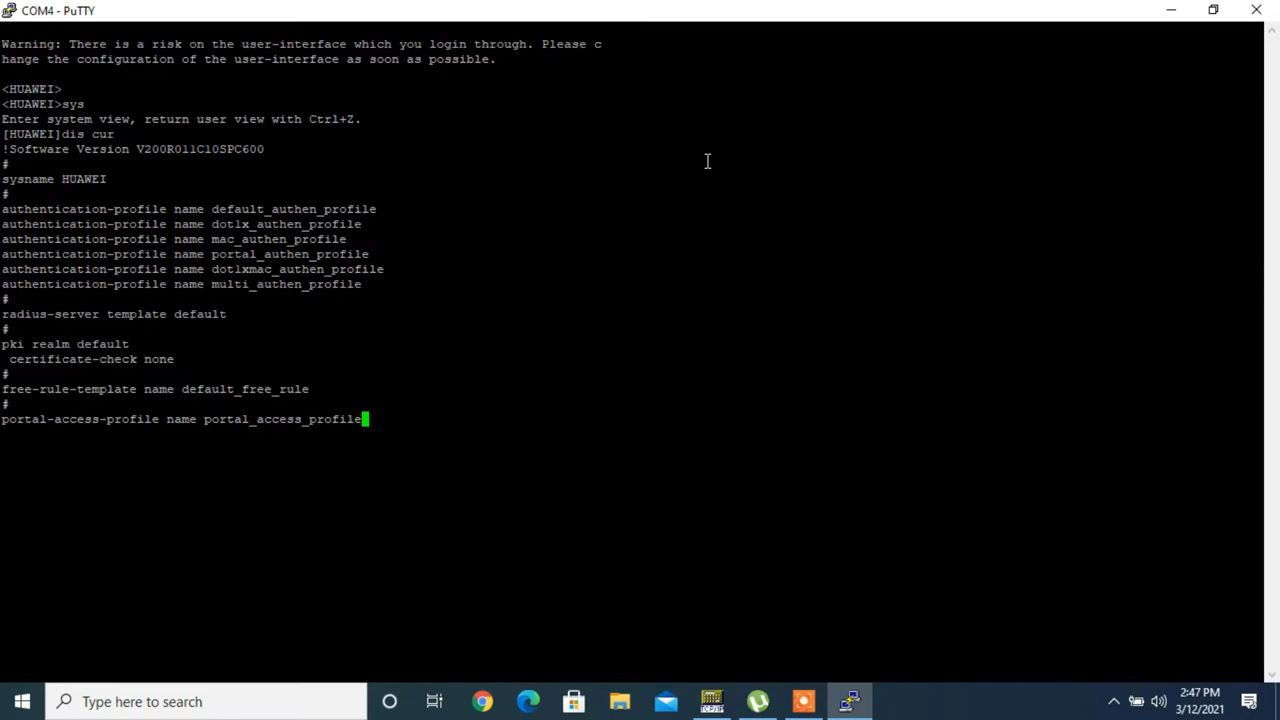 COM4 - PuTTY
Warning: There is a risk on the user-interface which you login through. Please c
hange the configuration of the user-interface as soon as possible.
<HUAWEI>
<HUAWEI>sys
Enter system view, return user view with Ctrl+Z.
[HUAWEI]dis cur
!Software Version V200R011C10SPC600
#
sysname HUAWEI
#
authentication-profile name default_authen_profile
authentication-profile name dot1x_authen_profile
authentication-profile name mac_authen_profile
authentication-profile name portal_authen_profile
authentication-profile name dot1xmac_authen_profile
authentication-profile name multi_authen_profile
#
radius-server template default
#
pki realm default
 certificate-check none
#
free-rule-template name default_free_rule
#
portal-access-profile name portal_access_profile
Type here to search
TCP/IP
2:47 PM
3/12/2021